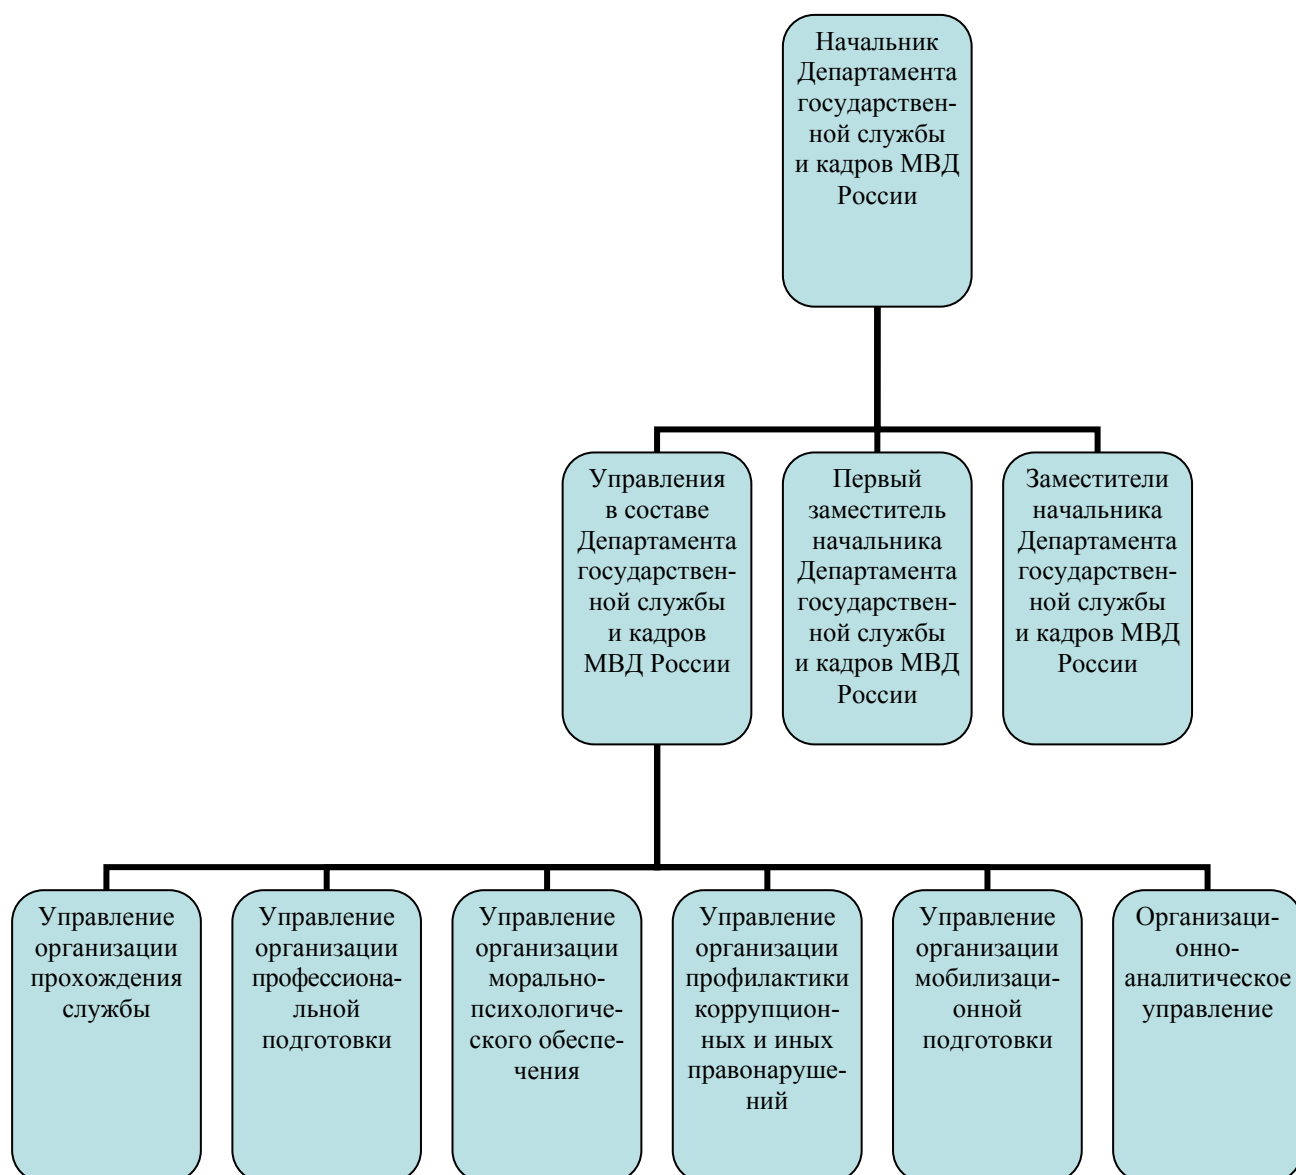 Начальник
Департамента
государствен-
ной службы
и кадров МВД
России
Управления
в составе
Департамента
государствен-
ной службы
и кадров
МВД России
Первый
заместитель
начальника
Департамента
государствен-
ной службы
и кадров МВД
России
Заместители
начальника
Департамента
государствен-
ной службы
и кадров МВД
России
Управление
организации
прохождения
службы
Управление
организации
профессиона-
льной
подготовки
Управление
организации
морально-
психологиче-
ского обеспе-
чения
Управление
организации
профилактики
коррупцион-
ных и иных
правонаруше-
ний
Управление
организации
мобилизаци-
онной
подготовки
Организаци-
онно-
аналитическое
управление